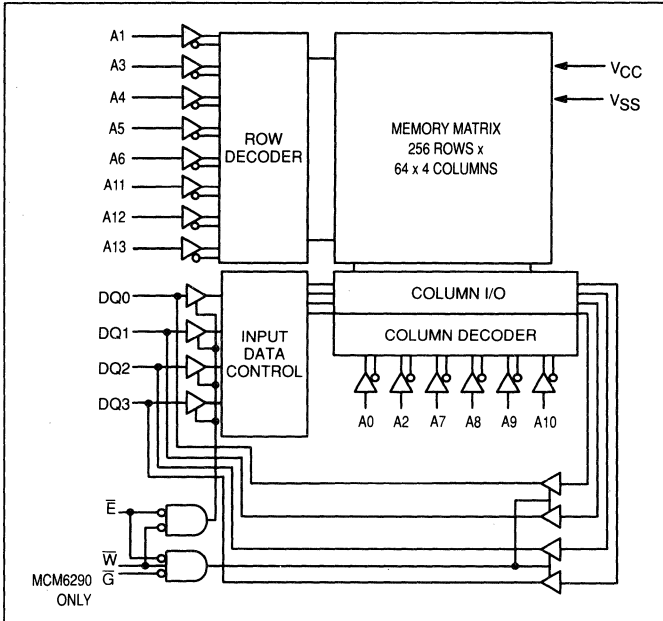 A1
A3
A4
A5
A6
A11
A12
A13
ROW
DECODER
MEMORY MATRIX
256 ROWS x
64 x 4 COLUMNS
VCC
VSS
DQ0
DQ1
DQ2
DQ3
INPUT
DATA
CONTROL
COLUMN I/O
COLUMN DECODER
A0 A2 A7 A8 A9 A10
E̅
W̅
G̅
MCM6290
ONLY